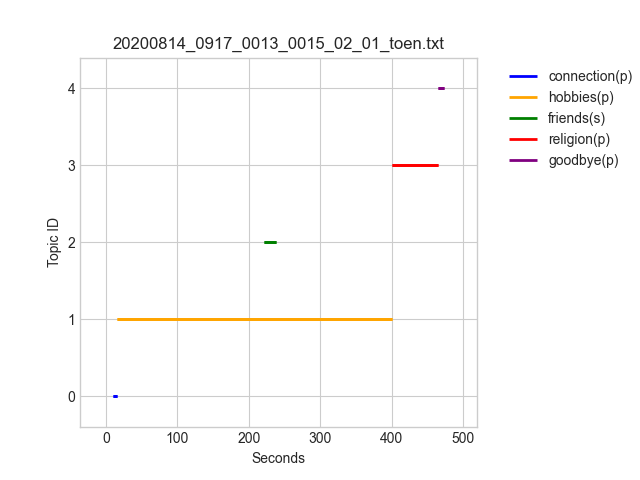 20200814_0917_0013_0015_02_01_toen.txt
connection(p)
hobbies(p)
friends(s)
religion(p)
goodbye(p)
Topic ID
4
3
2
1
0
0 100 200 300 400 500
Seconds